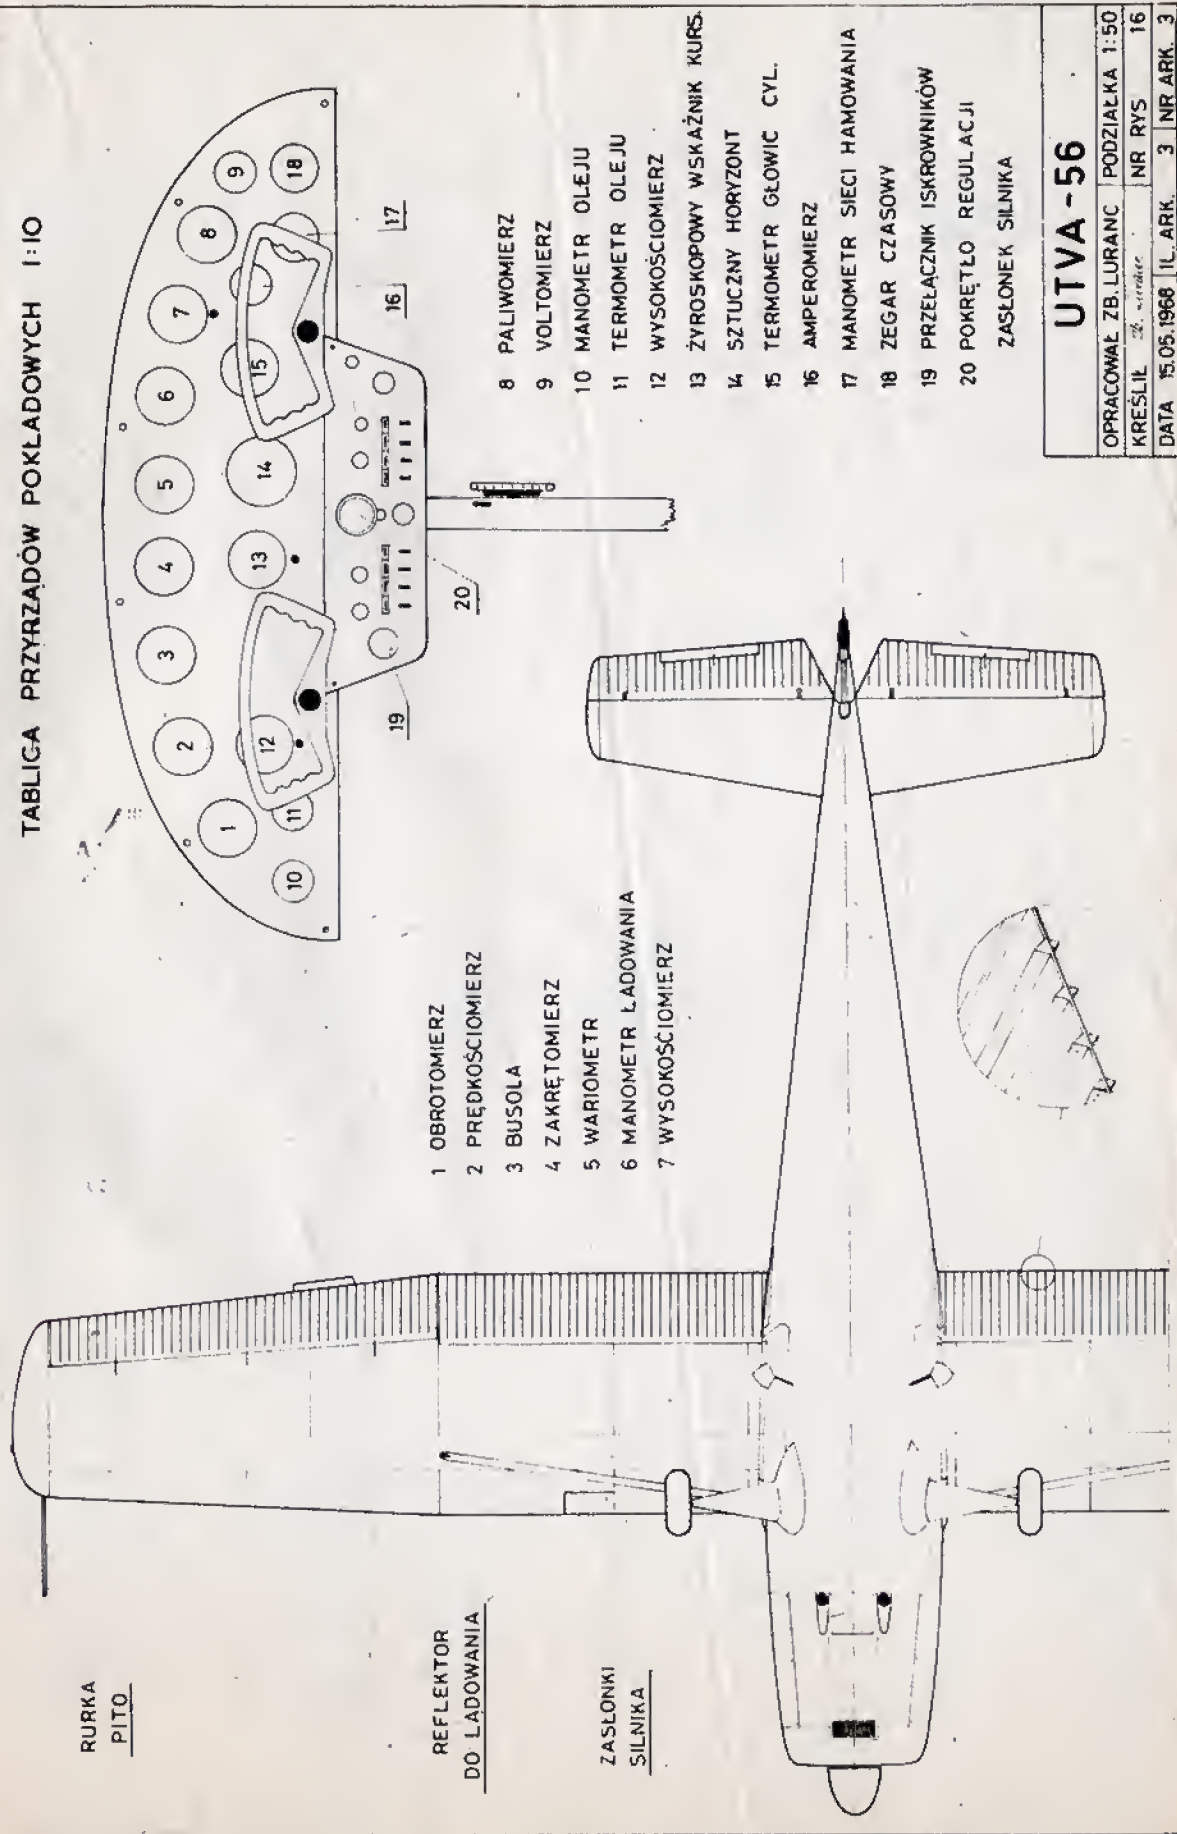 TABLICA PRZYRZĄDÓW POKŁADOWYCH 1:10
1
2
3
4
5
6
7
8
9
10
11
12
13
14
15
16
17
18
19
20
1 OBROTOMIERZ
2 PRĘDKOŚCIOMIERZ
3 BUSOLA
4 ZAKRĘTOMIERZ
5 WARIOMETR
6 MANOMETR ŁADOWANIA
7 WYSOKOŚCIOMIERZ
8 PALIWOMIERZ
9 VOLTOMIERZ
10 MANOMETR OLEJU
11 TERMOMETR OLEJU
12 WYSOKOŚCIOMIERZ
13 ŻYROSKOPOWY WSKAŹNIK KURS.
14 SZTUCZNY HORYZONT
15 TERMOMETR GŁOWIC CYL.
16 AMPEROMIERZ
17 MANOMETR SIECI HAMOWANIA
18 ZEGAR CZASOWY
19 PRZEŁĄCZNIK ISKROWNIKÓW
20 POKRĘTŁO REGULACJI
ZASŁONEK SILNIKA
RURKA
PITO
REFLEKTOR
DO LĄDOWANIA
ZASŁONKI
SILNIKA
UTVA-56
OPRACOWAŁ ZB. LURANC PODZIAŁKA 1:50
KREŚLIŁ NR RYS 16
DATA 15.05.1968 IL. ARK. 3 NR ARK. 3